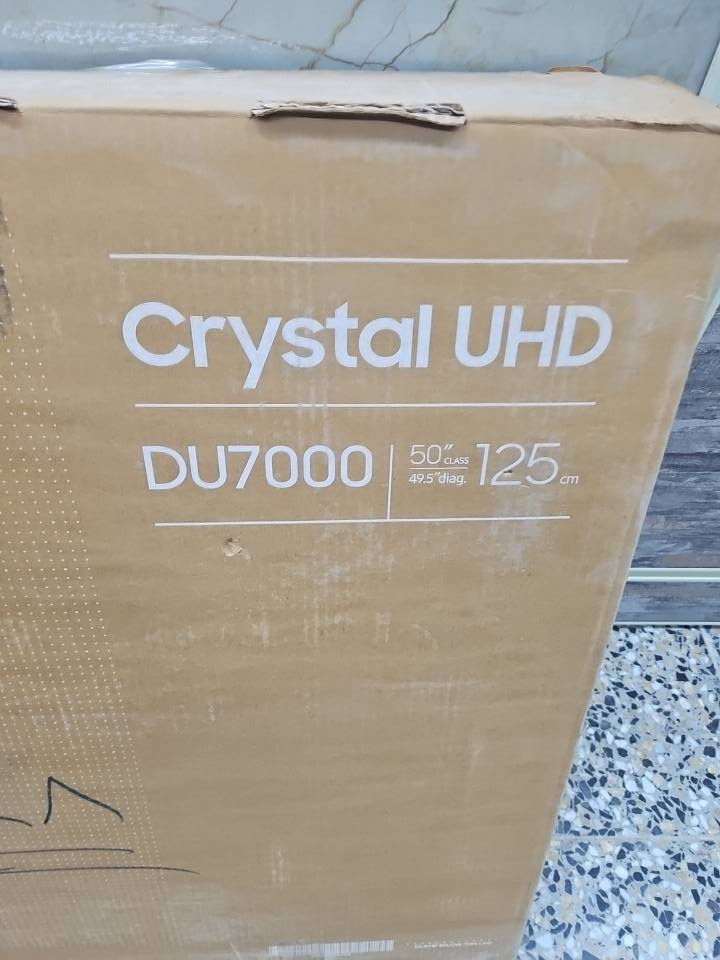 Crystal UHD
DU7000
50" CLASS
49.5"diag.
125 cm